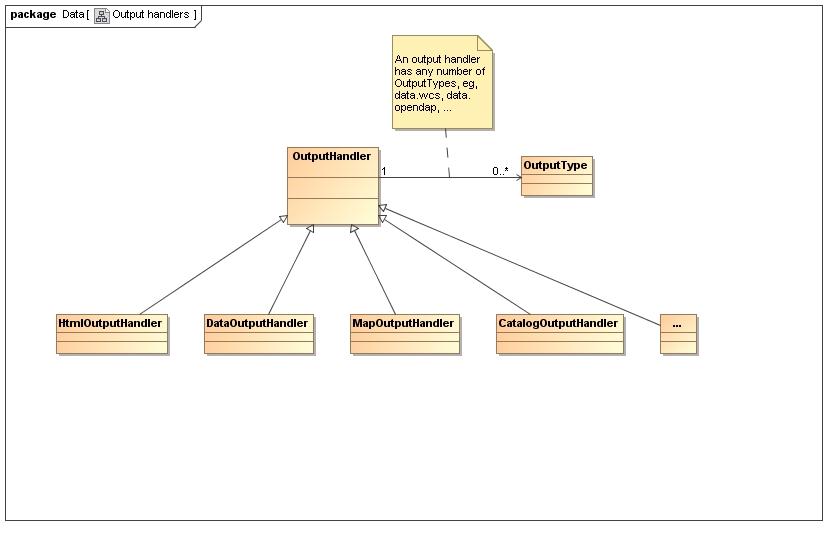 package Data [ Output handlers ]
An output handler
has any number of
OutputTypes, eg,
data.wcs, data.
opendap, ...
OutputHandler
1
0..*
OutputType
HtmlOutputHandler
DataOutputHandler
MapOutputHandler
CatalogOutputHandler
...